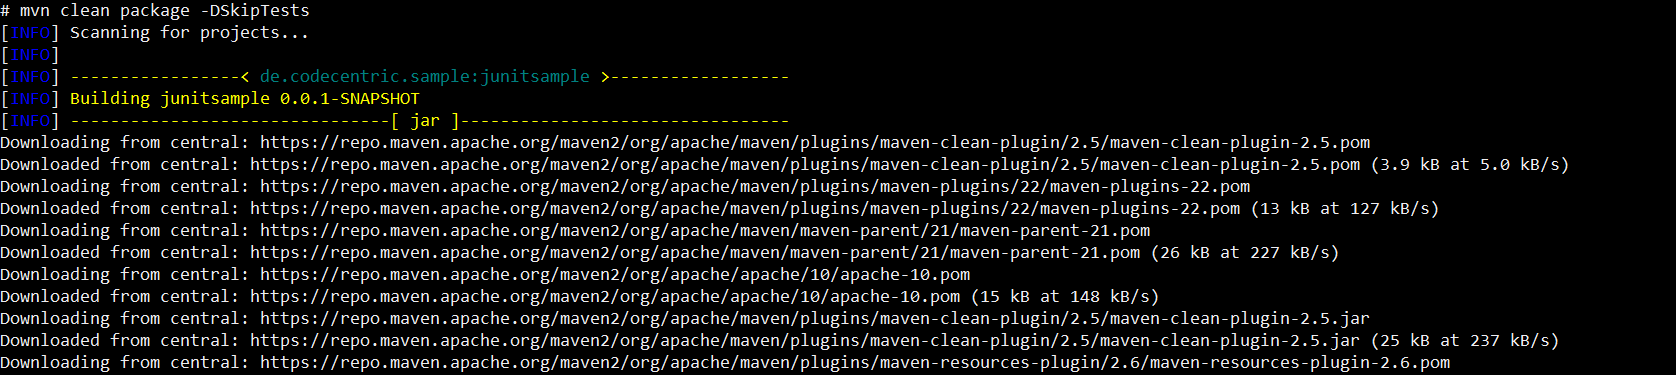 # mvn clean package -DSkipTests
[INFO] Scanning for projects...
[INFO]
[INFO] -----------------< de.codecentric.sample:junitsample >------------------
[INFO] Building junitsample 0.0.1-SNAPSHOT
[INFO] --------------------------------[ jar ]---------------------------------
Downloading from central: https://repo.maven.apache.org/maven2/org/apache/maven/plugins/maven-clean-plugin/2.5/maven-clean-plugin-2.5.pom
Downloaded from central: https://repo.maven.apache.org/maven2/org/apache/maven/plugins/maven-clean-plugin/2.5/maven-clean-plugin-2.5.pom (3.9 kB at 5.0 kB/s)
Downloading from central: https://repo.maven.apache.org/maven2/org/apache/maven/plugins/maven-plugins/22/maven-plugins-22.pom
Downloaded from central: https://repo.maven.apache.org/maven2/org/apache/maven/plugins/maven-plugins/22/maven-plugins-22.pom (13 kB at 127 kB/s)
Downloading from central: https://repo.maven.apache.org/maven2/org/apache/maven/maven-parent/21/maven-parent-21.pom
Downloaded from central: https://repo.maven.apache.org/maven2/org/apache/maven/maven-parent/21/maven-parent-21.pom (26 kB at 227 kB/s)
Downloading from central: https://repo.maven.apache.org/maven2/org/apache/apache/10/apache-10.pom
Downloaded from central: https://repo.maven.apache.org/maven2/org/apache/apache/10/apache-10.pom (15 kB at 148 kB/s)
Downloading from central: https://repo.maven.apache.org/maven2/org/apache/maven/plugins/maven-clean-plugin/2.5/maven-clean-plugin-2.5.jar
Downloaded from central: https://repo.maven.apache.org/maven2/org/apache/maven/plugins/maven-clean-plugin/2.5/maven-clean-plugin-2.5.jar (25 kB at 237 kB/s)
Downloading from central: https://repo.maven.apache.org/maven2/org/apache/maven/plugins/maven-resources-plugin/2.6/maven-resources-plugin-2.6.pom